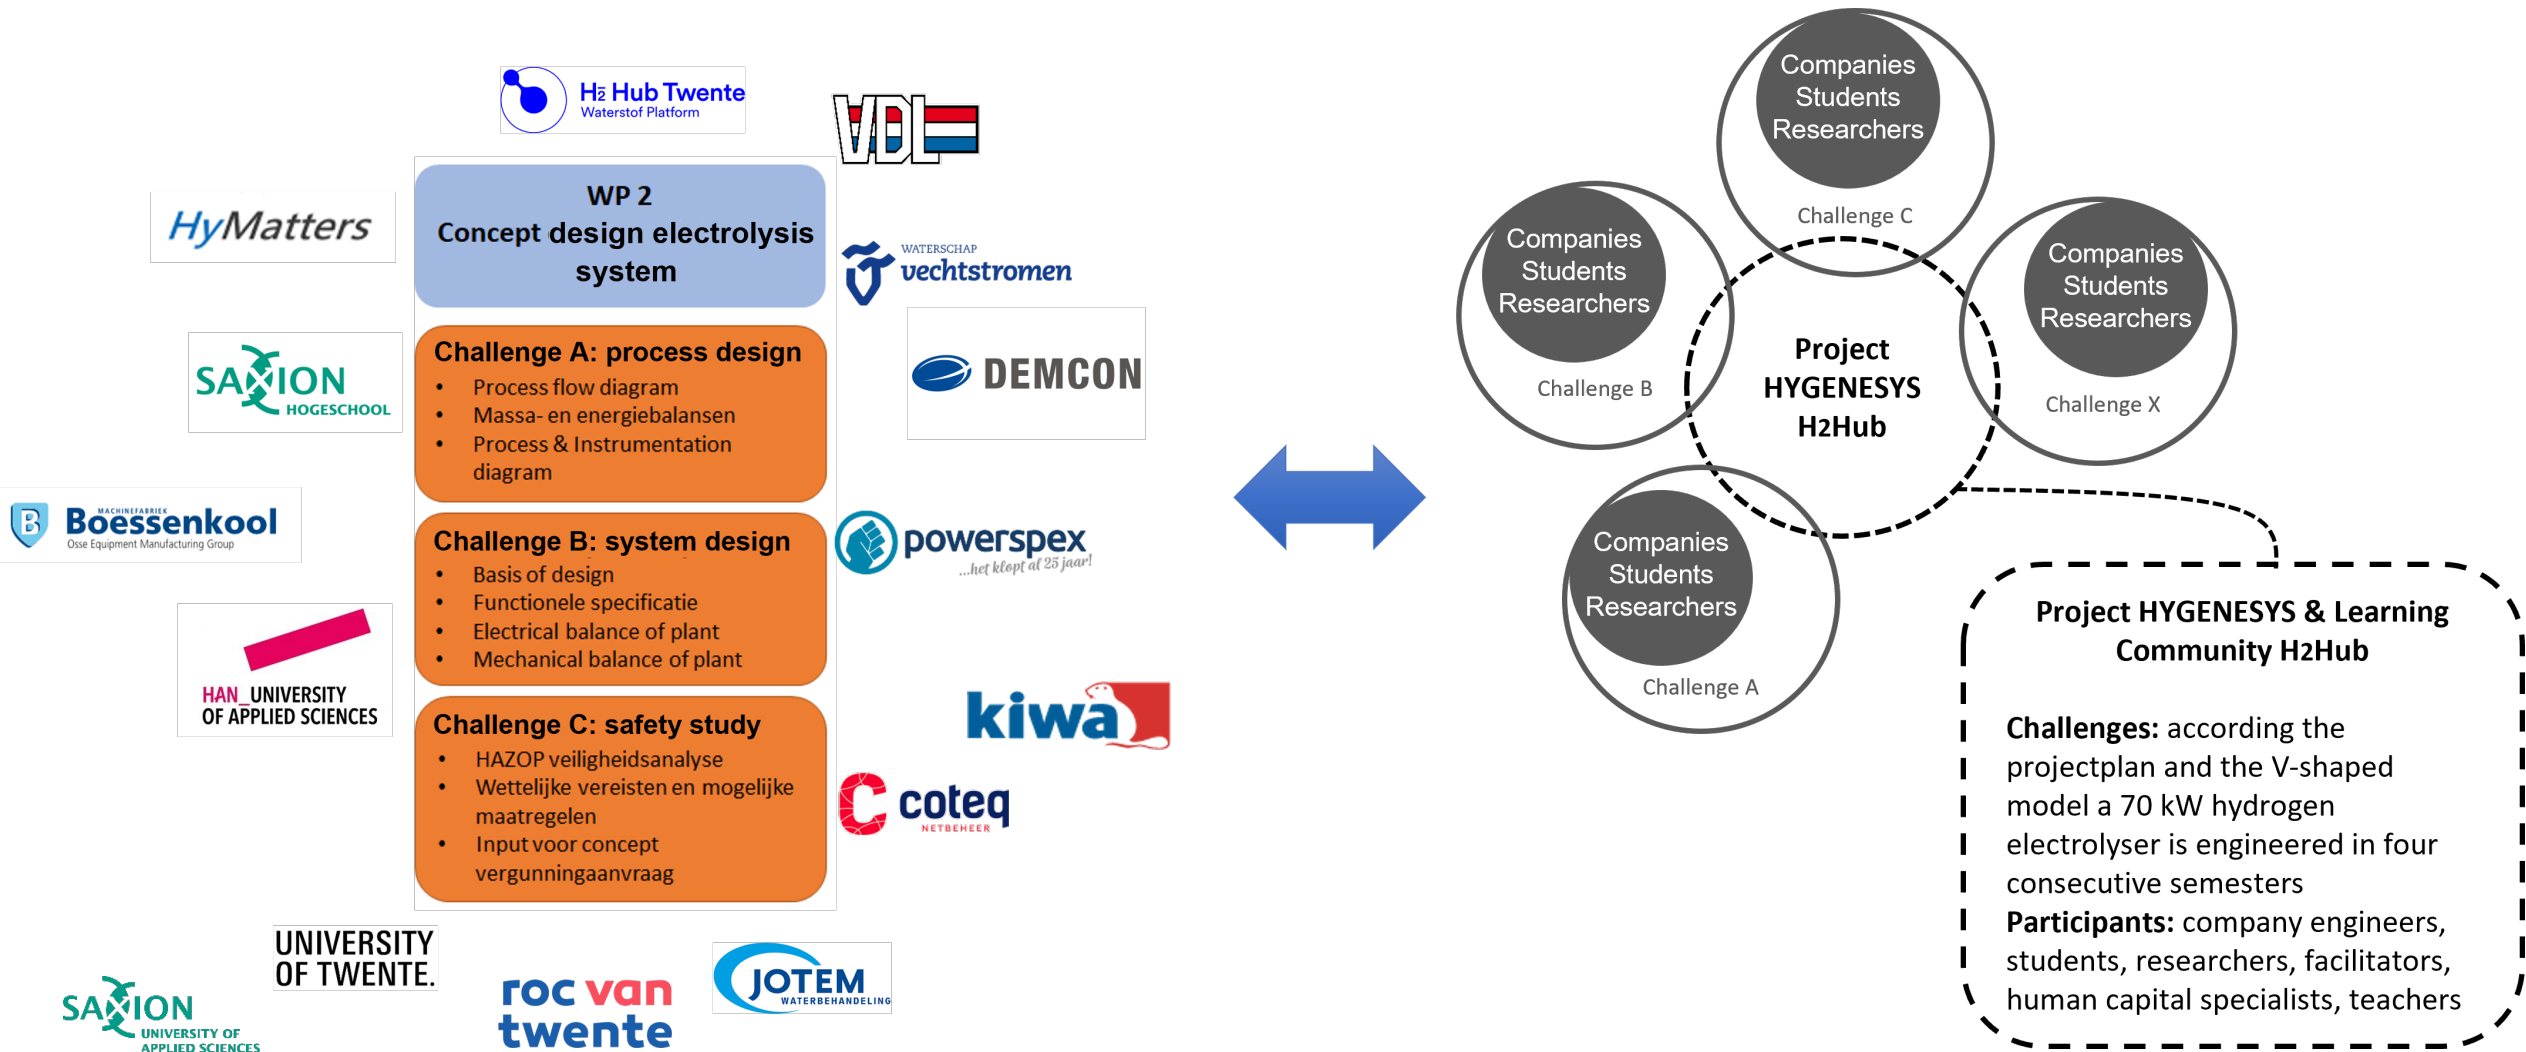 H2 Hub Twente
Waterstof Platform
VDL
HyMatters
WP 2
Concept design electrolysis
system
WATERSCHAP
vechtstromen
SAXION
HOGESCHOOL
DEMCON
Challenge A: process design
• Process flow diagram
• Massa- en energiebalansen
• Process & Instrumentation
diagram
MACHINEFABRIEK
Boessenkool
Osse Equipment Manufacturing Group
Challenge B: system design
• Basis of design
• Functionele specificatie
• Electrical balance of plant
• Mechanical balance of plant
powerspex
...het klopt al 25 jaar!
HAN_UNIVERSITY
OF APPLIED SCIENCES
Challenge C: safety study
• HAZOP veiligheidsanalyse
• Wettelijke vereisten en mogelijke
maatregelen
• Input voor concept
vergunningaanvraag
kiwa
coteq
NETBEHEER
UNIVERSITY
OF TWENTE.
SAXION
UNIVERSITY OF
APPLIED SCIENCES
roc van
twente
JOTEM
WATERBEHANDELING
Companies
Students
Researchers
Challenge C
Companies
Students
Researchers
Challenge B
Companies
Students
Researchers
Challenge X
Project
HYGENESYS
H2Hub
Companies
Students
Researchers
Challenge A
Project HYGENESYS & Learning
Community H2Hub
Challenges: according the
projectplan and the V-shaped
model a 70 kW hydrogen
electrolyser is engineered in four
consecutive semesters
Participants: company engineers,
students, researchers, facilitators,
human capital specialists, teachers